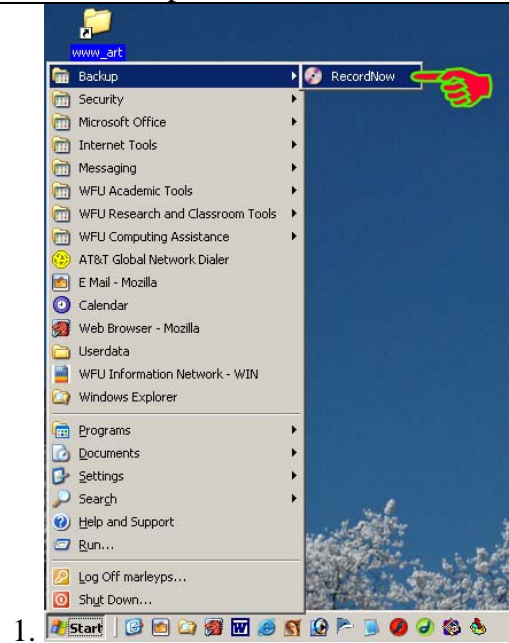 www_art
Backup
RecordNow
Security
Microsoft Office
Internet Tools
Messaging
WFU Academic Tools
WFU Research and Classroom Tools
WFU Computing Assistance
AT&T Global Network Dialer
E Mail - Mozilla
Calendar
Web Browser - Mozilla
Userdata
WFU Information Network - WIN
Windows Explorer
Programs
Documents
Settings
Search
Help and Support
Run...
Log Off marleyps...
Shut Down...
1. Start